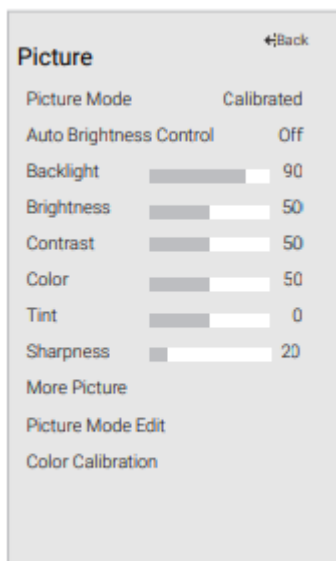 Back
Picture
Picture Mode Calibrated
Auto Brightness Control Off
Backlight 90
Brightness 50
Contrast 50
Color 50
Tint 0
Sharpness 20
More Picture
Picture Mode Edit
Color Calibration